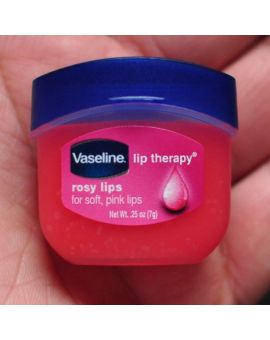 Vaseline. lip therapy®
rosy lips
for soft, pink lips
Net Wt. .25 oz (7g)